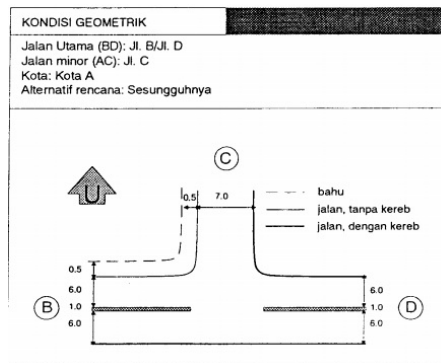 KONDISI GEOMETRIK
Jalan Utama (BD): Jl. B/Jl. D
Jalan minor (AC): Jl. C
Kota: Kota A
Alternatif rencana: Sesungguhnya
C
U
0.5
7.0
bahu
jalan, tanpa kereb
jalan, dengan kereb
0.5
6.0
B
1.0
6.0
6.0
1.0
D
6.0